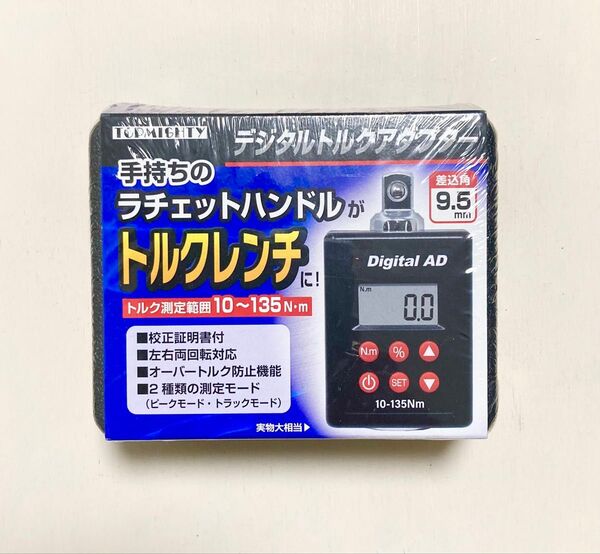 TOPMIGHTY
デジタルトルクアダプター
手持ちの
ラチェットハンドルが
トルクレンチに!
トルク測定範囲10〜135N・m
■校正証明書付
■左右両回転対応
■オーバートルク防止機能
■2種類の測定モード
(ピークモード・トラックモード)
実物大相当▶
差込角
9.5
mm
Digital AD
N.m
0.0
N.m % ▲
SET ▼
10-135Nm